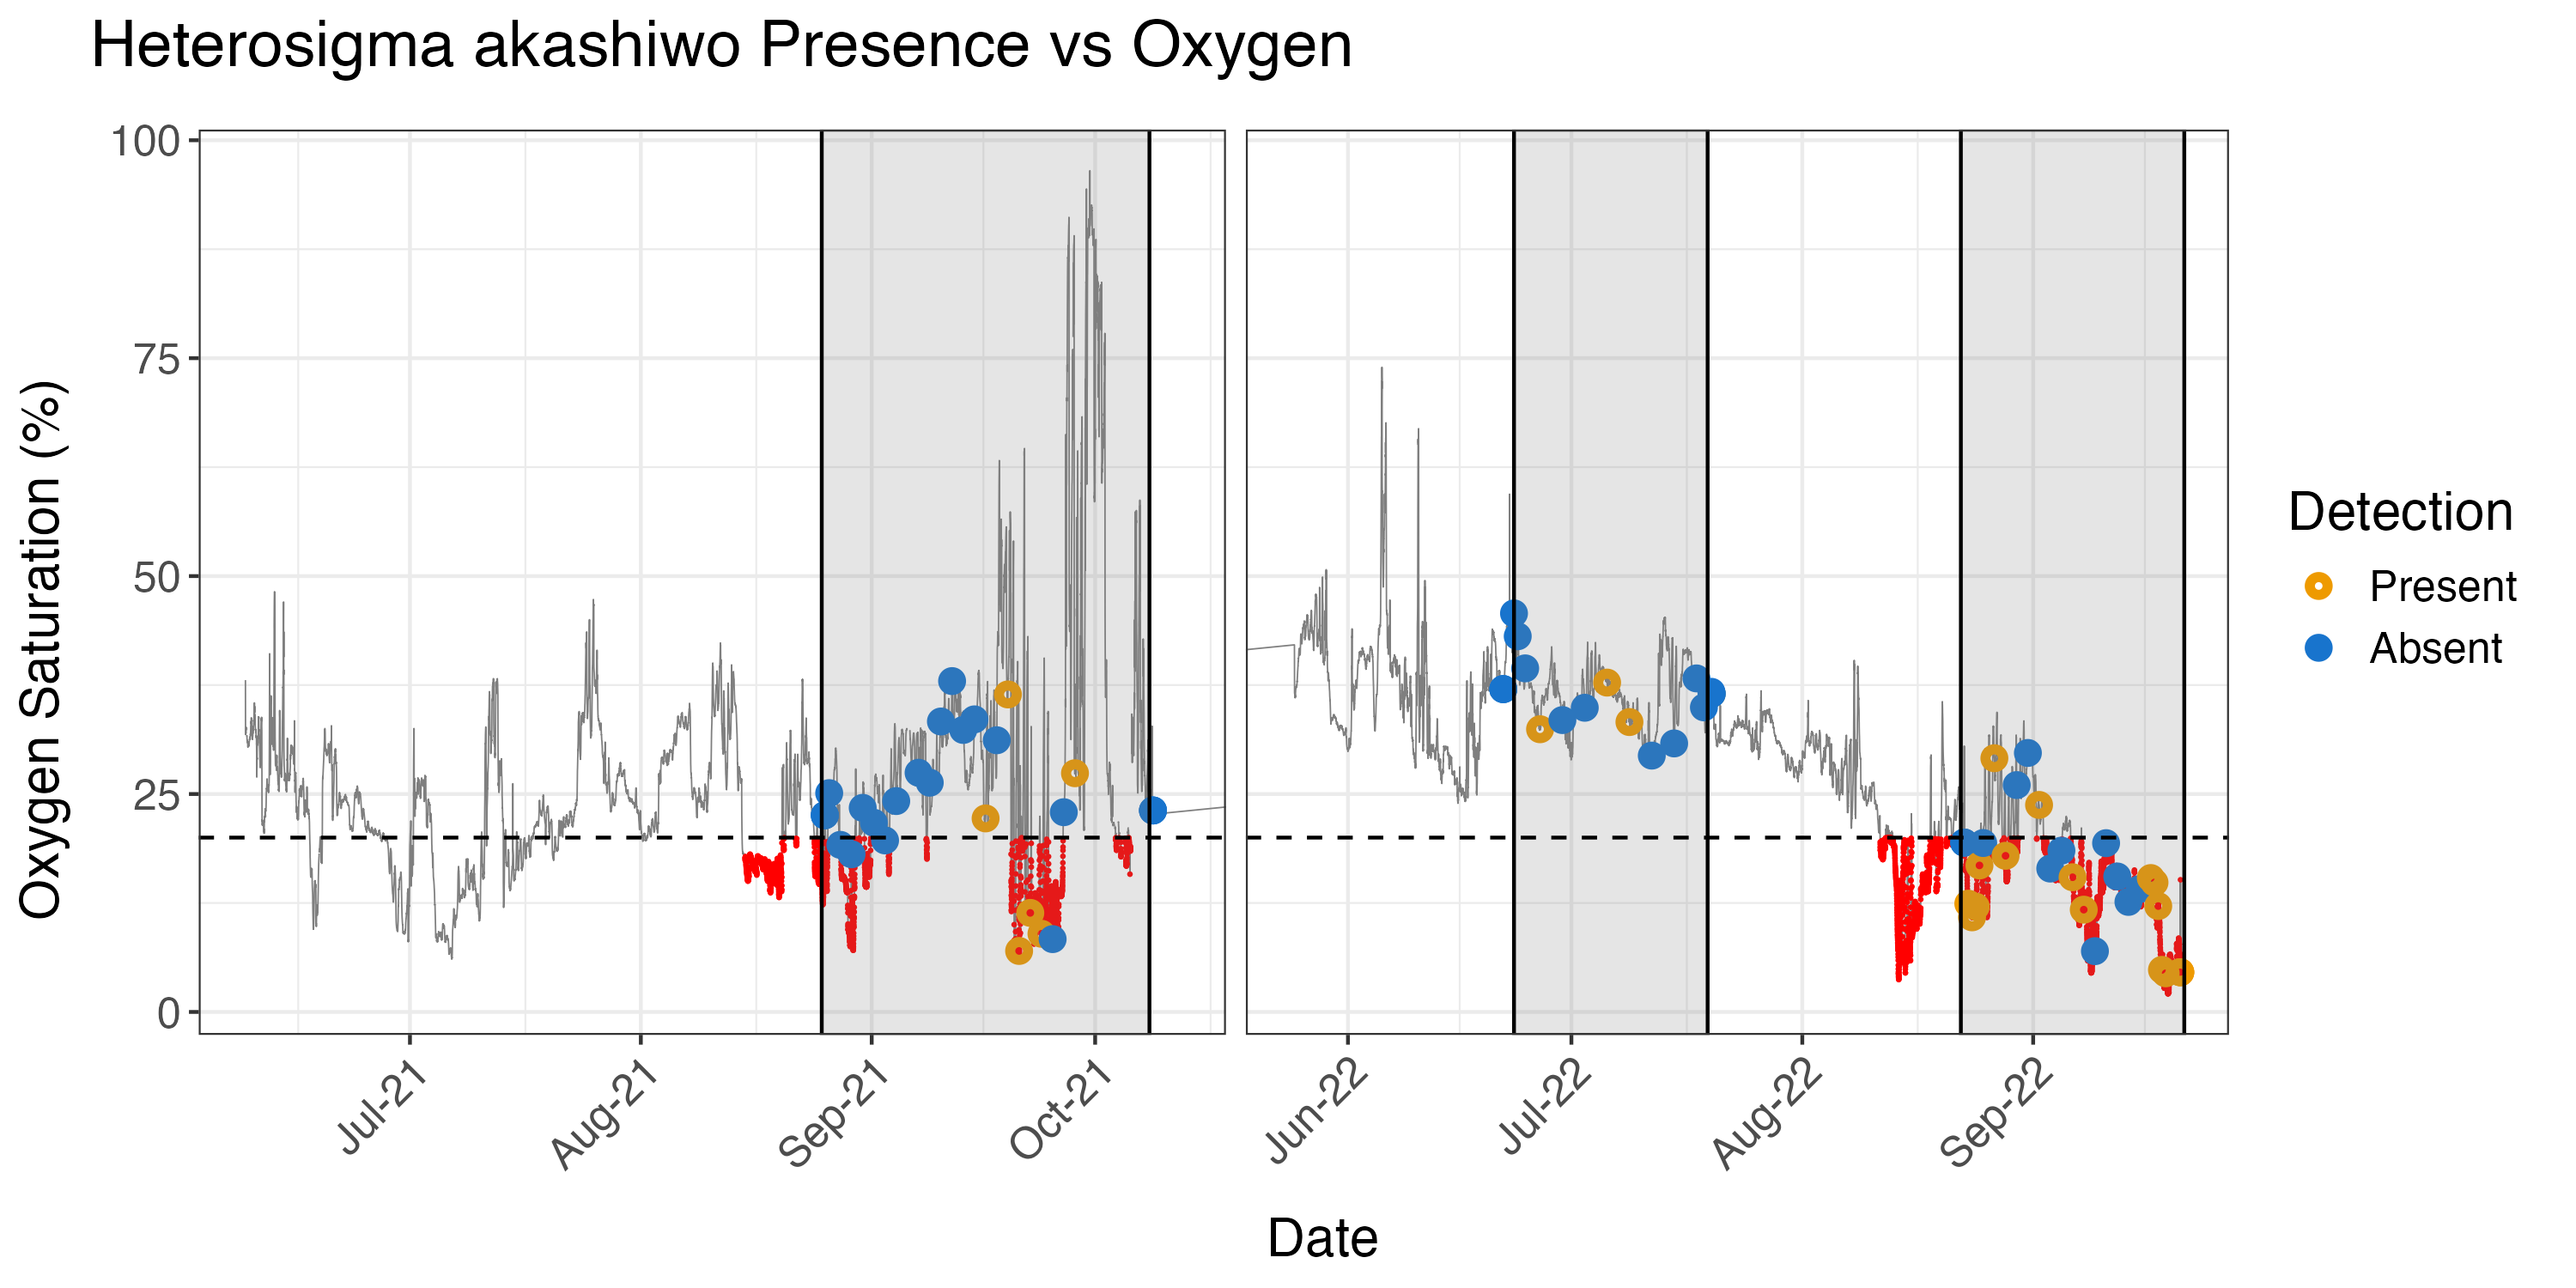 Heterosigma akashiwo Presence vs Oxygen
Oxygen Saturation (%)
100
75
50
25
0
Jul-21
Aug-21
Sep-21
Oct-21
Jun-22
Jul-22
Aug-22
Sep-22
Date
Detection
Present
Absent